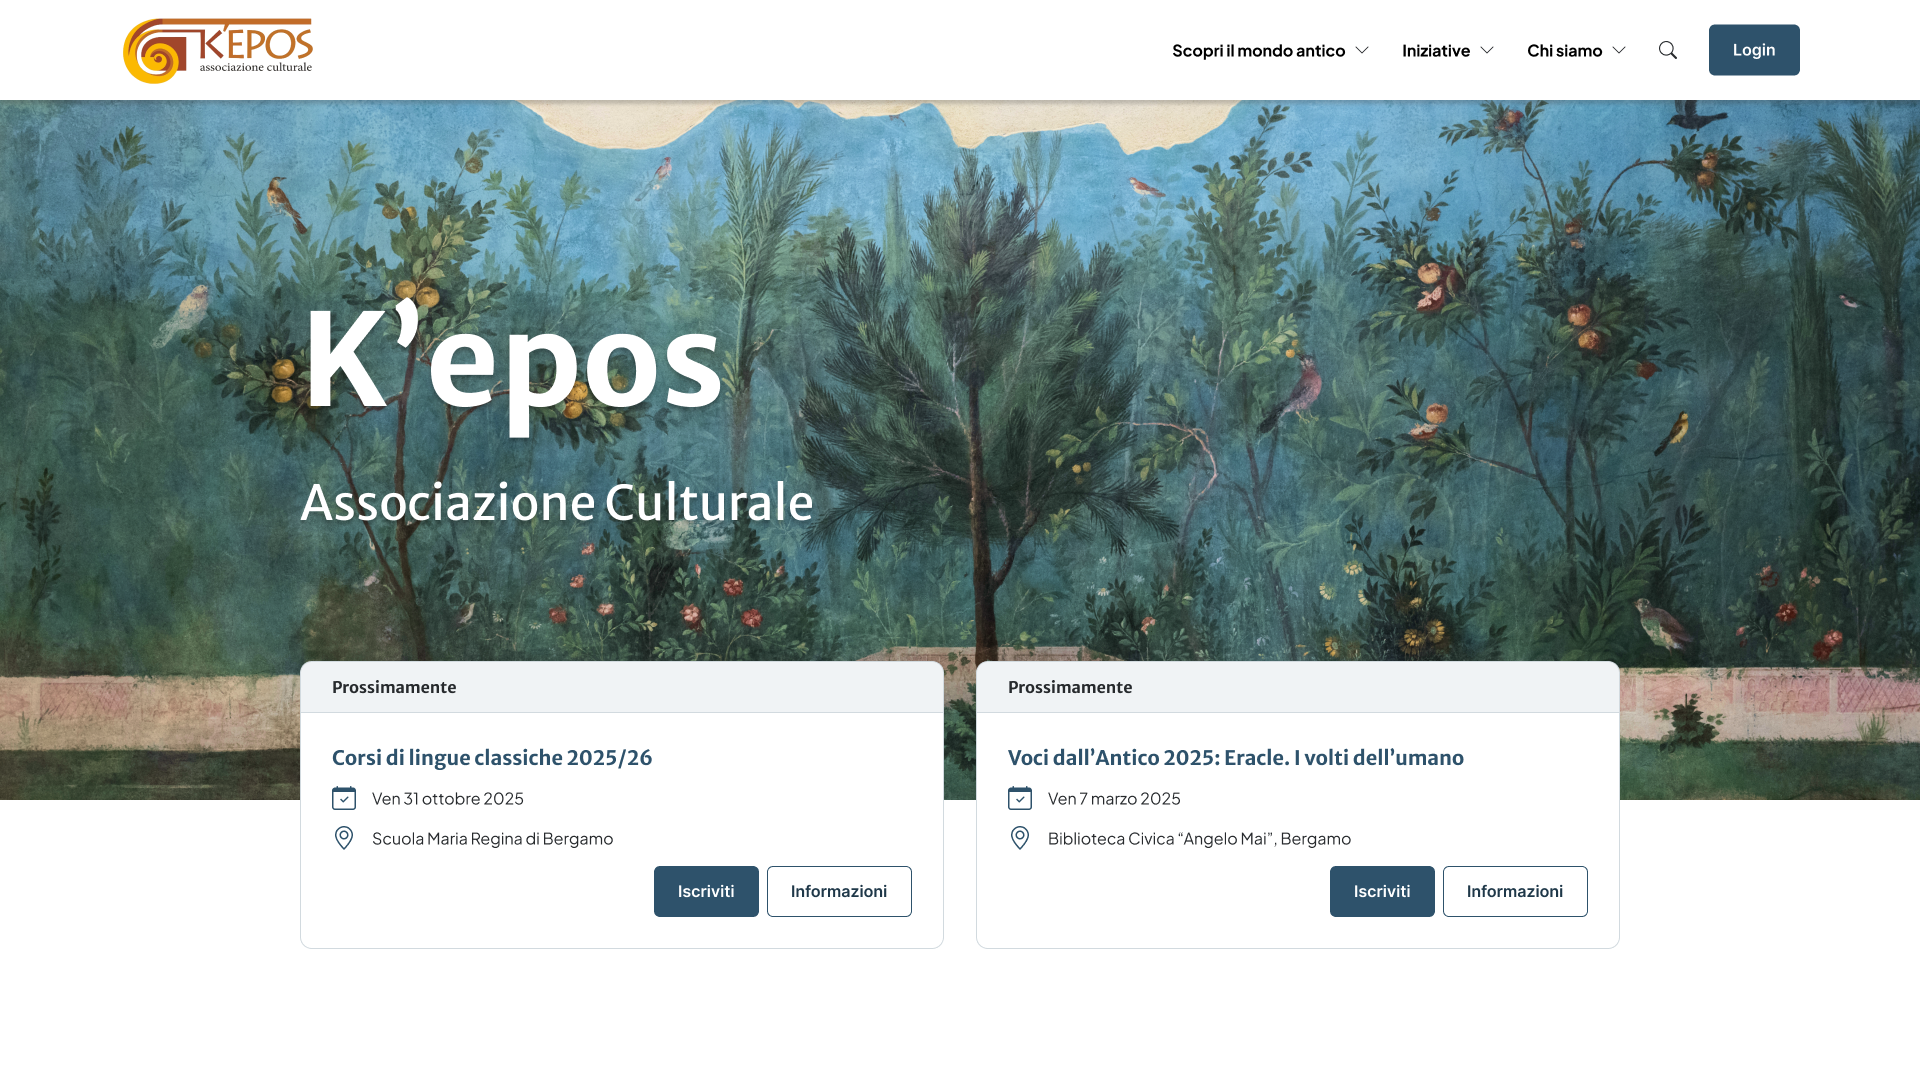 K'EPOS
associazione culturale
Scopri il mondo antico
Iniziative
Chi siamo
Login
K’epos
Associazione Culturale
Prossimamente
Corsi di lingue classiche 2025/26
Ven 31 ottobre 2025
Scuola Maria Regina di Bergamo
Iscriviti
Informazioni
Prossimamente
Voci dall’Antico 2025: Eracle. I volti dell’umano
Ven 7 marzo 2025
Biblioteca Civica “Angelo Mai”, Bergamo
Iscriviti
Informazioni